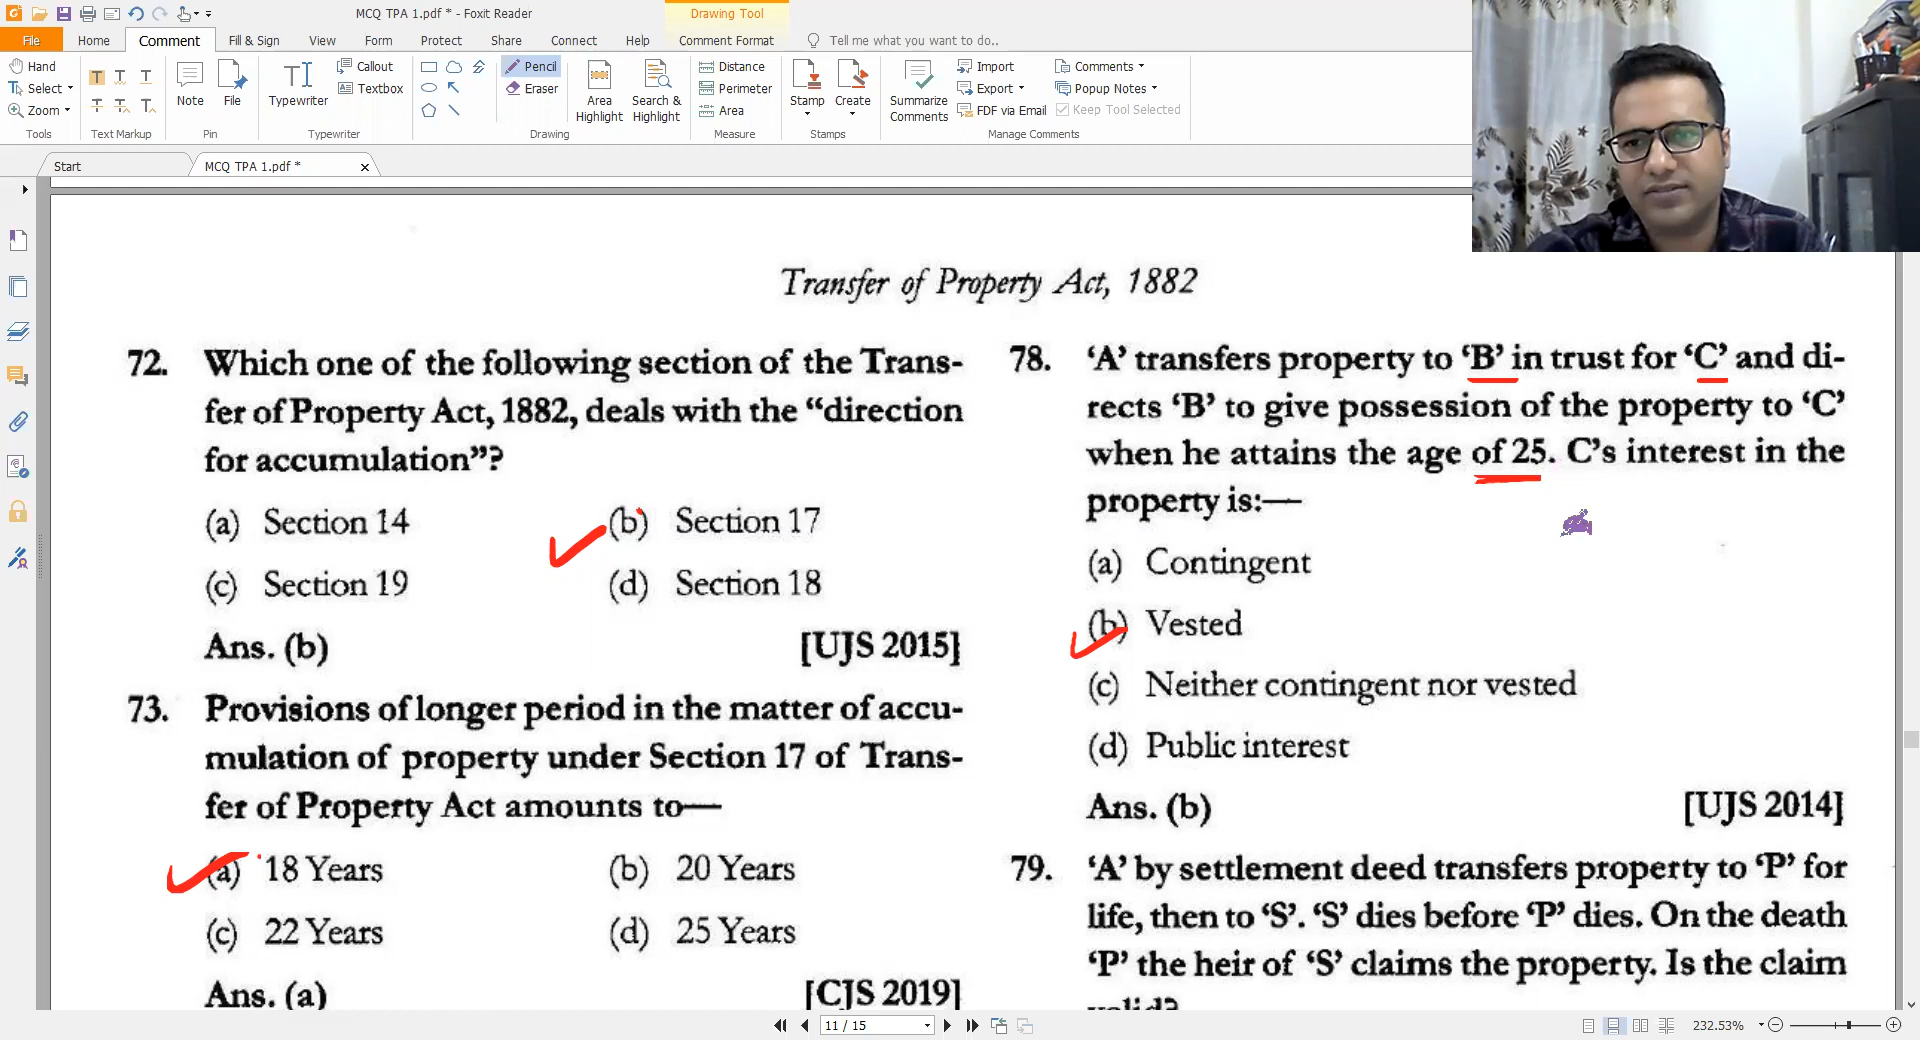 MCQ TPA 1.pdf * - Foxit Reader
Drawing Tool
File Home Comment Fill & Sign View Form Protect Share Connect Help Comment Format Tell me what you want to do..
Hand
Select
Zoom
Tools
T T T
T T T
Text Markup
Note
File
Pin
Typewriter
Callout
Textbox
Typewriter
Pencil
Eraser
Area Highlight
Search & Highlight
Drawing
Distance
Perimeter
Area
Measure
Stamp
Create
Stamps
Summarize Comments
Import
Export
FDF via Email
Comments
Popup Notes
Keep Tool Selected
Manage Comments
Start
MCQ TPA 1.pdf *
Transfer of Property Act, 1882
72. Which one of the following section of the Trans-
fer of Property Act, 1882, deals with the “direction
for accumulation”?
(a) Section 14 (b) Section 17
(c) Section 19 (d) Section 18
Ans. (b) [UJS 2015]
73. Provisions of longer period in the matter of accu-
mulation of property under Section 17 of Trans-
fer of Property Act amounts to—
(a) 18 Years (b) 20 Years
(c) 22 Years (d) 25 Years
Ans. (a) [CJS 2019]
78. ‘A’ transfers property to ‘B’ in trust for ‘C’ and di-
rects ‘B’ to give possession of the property to ‘C’
when he attains the age of 25. C’s interest in the
property is:—
(a) Contingent
(b) Vested
(c) Neither contingent nor vested
(d) Public interest
Ans. (b) [UJS 2014]
79. ‘A’ by settlement deed transfers property to ‘P’ for
life, then to ‘S’. ‘S’ dies before ‘P’ dies. On the death
‘P’ the heir of ‘S’ claims the property. Is the claim
valid?
11 / 15
232.53%